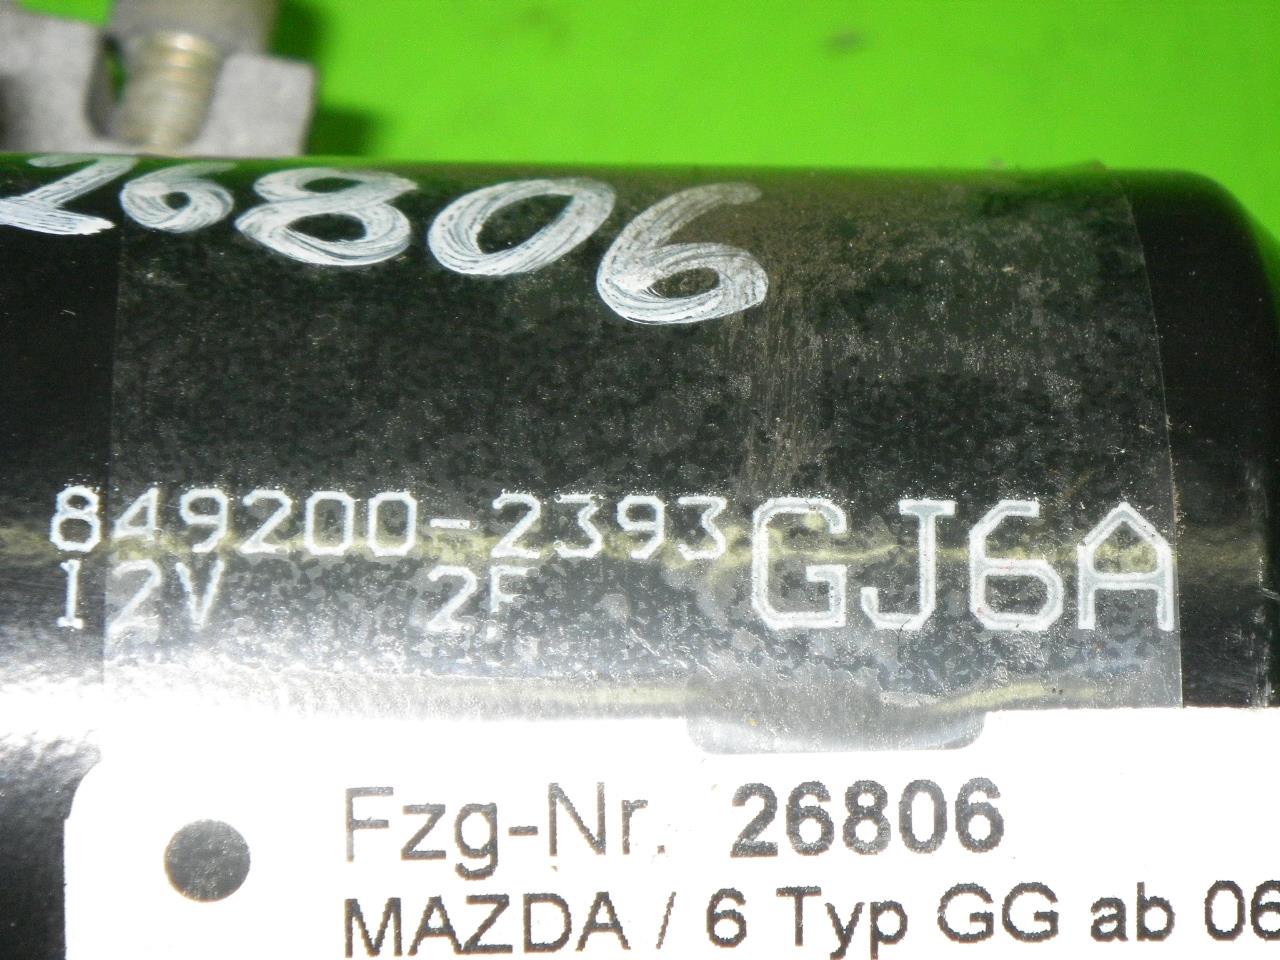 26806
849200-2393 GJ6A
12V 2F
Fzg-Nr. 26806
MAZDA / 6 Typ GG ab 06